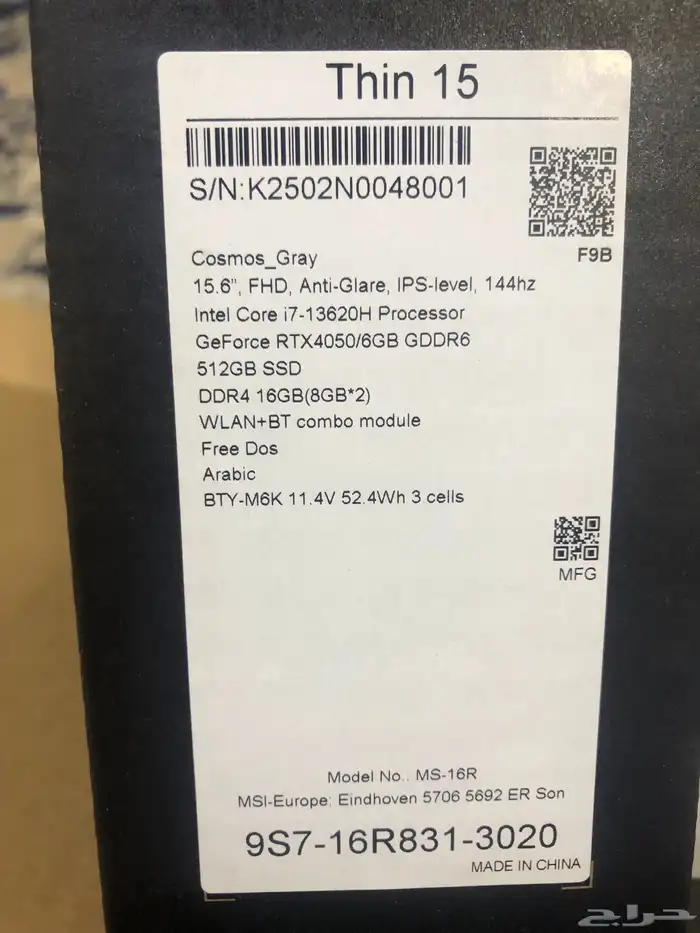 Thin 15
S/N:K2502N0048001
F9B
Cosmos_Gray
15.6", FHD, Anti-Glare, IPS-level, 144hz
Intel Core i7-13620H Processor
GeForce RTX4050/6GB GDDR6
512GB SSD
DDR4 16GB(8GB*2)
WLAN+BT combo module
Free Dos
Arabic
BTY-M6K 11.4V 52.4Wh 3 cells
MFG
Model No.. MS-16R
MSI-Europe: Eindhoven 5706 5692 ER Son
9S7-16R831-3020
MADE IN CHINA
حراج